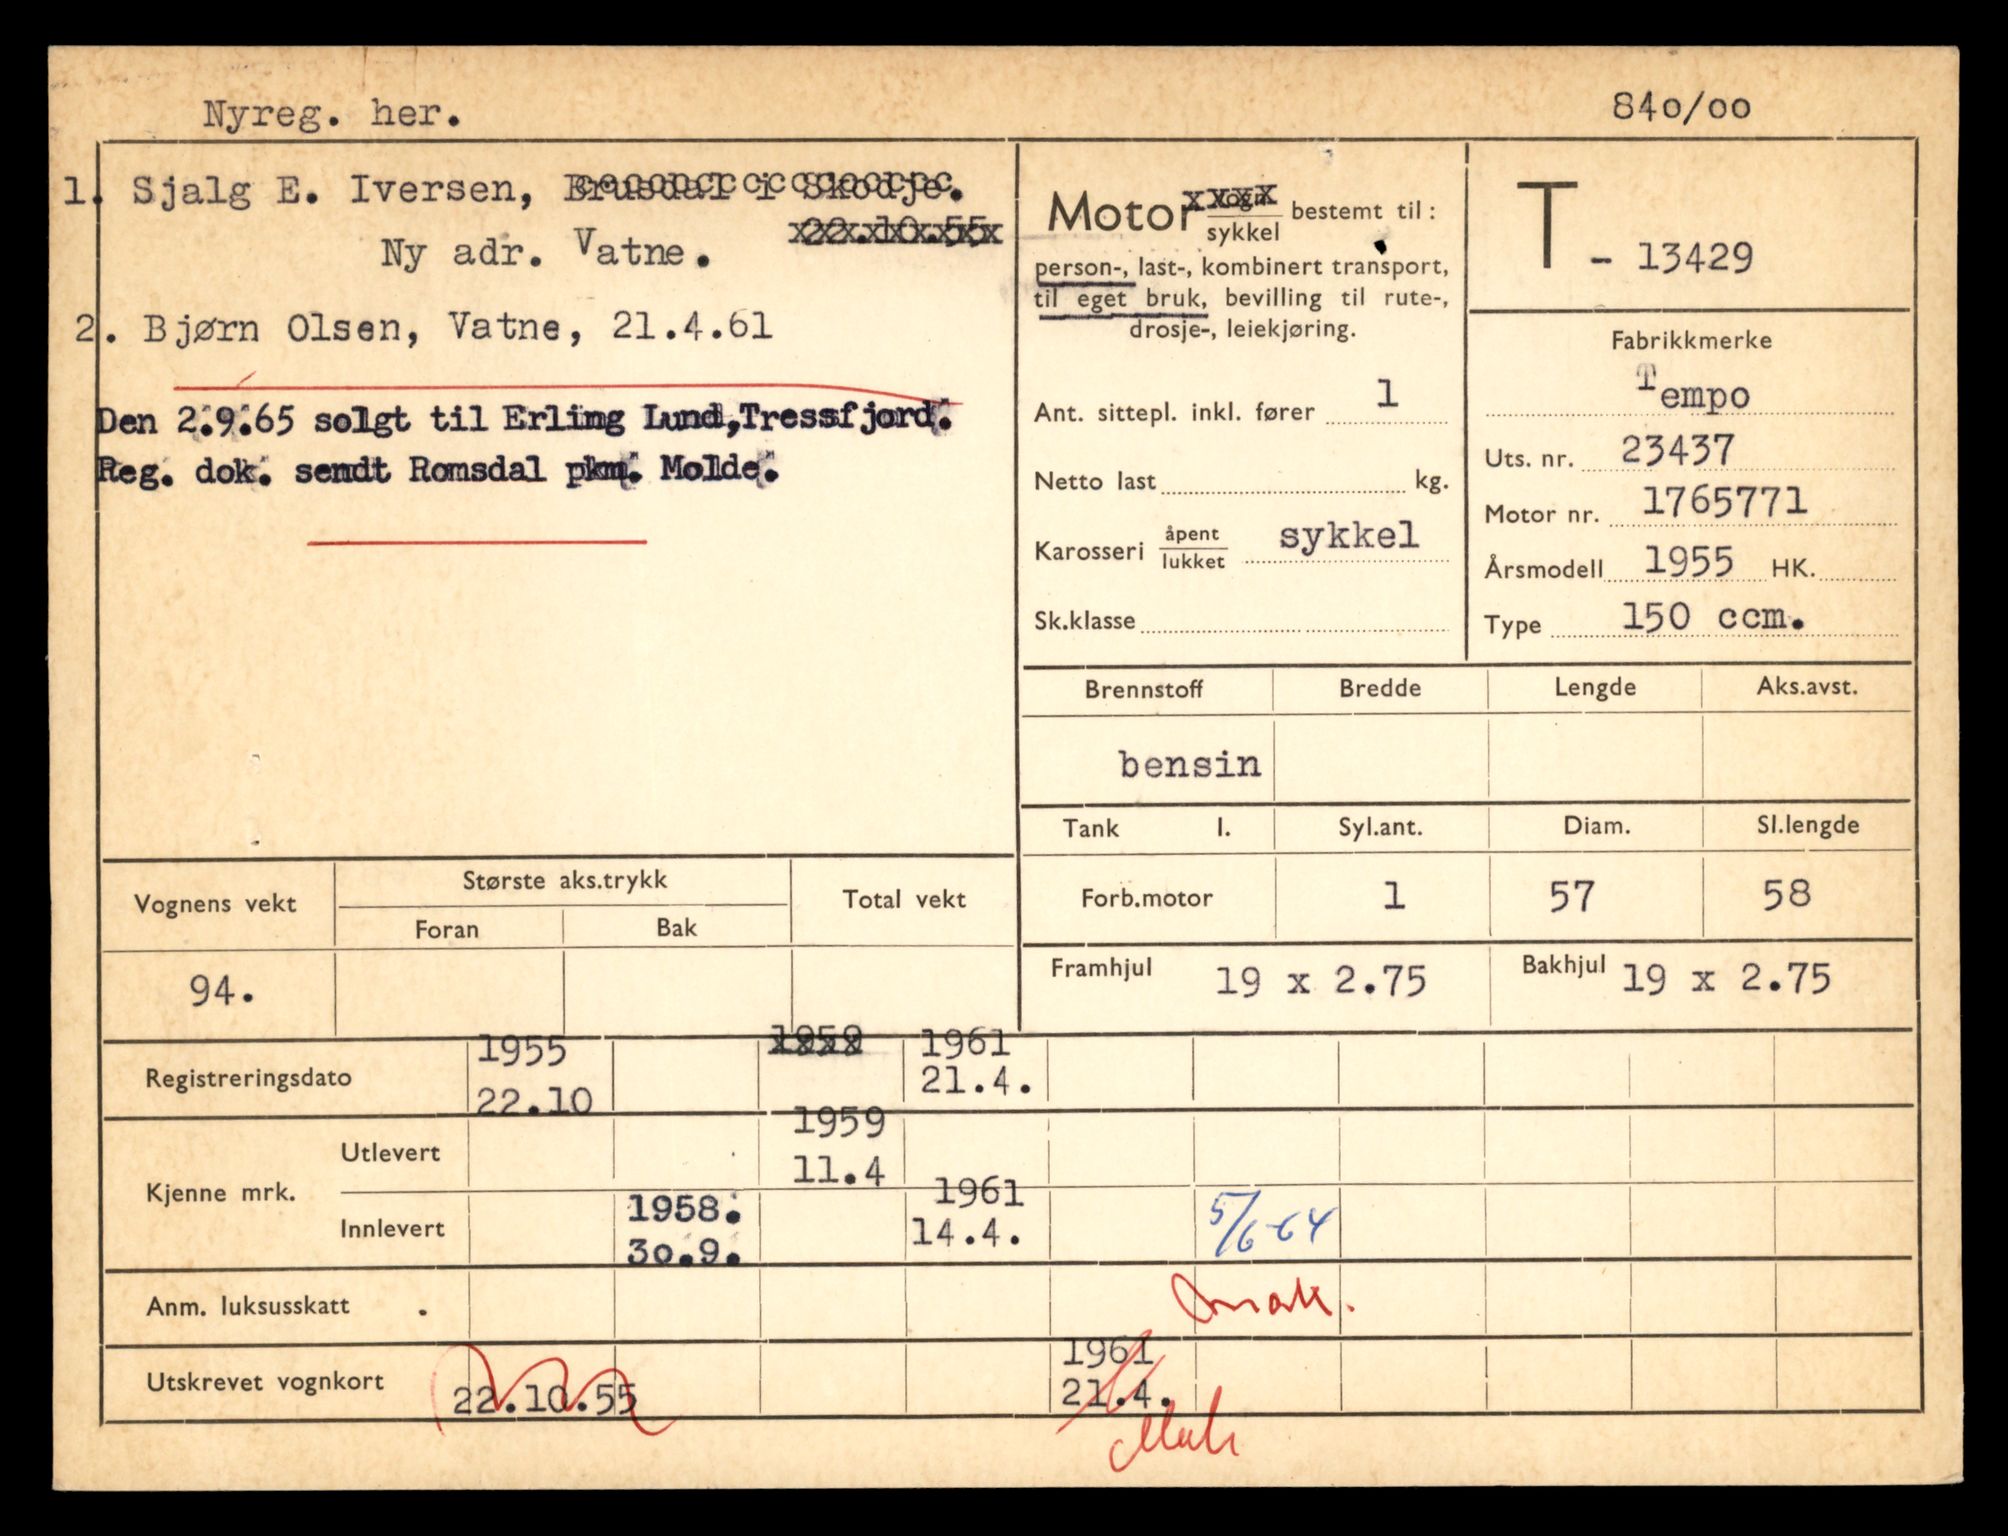 Nyreg. her.
840/00
1. Sjalg E. Iversen, i Skodje.
22.10.55
Ny adr. Vatne.
2. Bjørn Olsen, Vatne, 21.4.61
Den 2.9.65 solgt til Erling Lund, Tressfjord.
Reg. dok. sendt Romsdal pkm. Molde.
Motor vogn/sykkel bestemt til:
person-, last-, kombinert transport,
til eget bruk, bevilling til rute-,
drosje-, leiekjøring.
Ant. sittepl. inkl. fører 1
Netto last kg.
Karosseri åpent/lukket sykkel
Sk.klasse
T - 13429
Fabrikkmerke
Tempo
Uts. nr. 23437
Motor nr. 1765771
Årsmodell 1955 HK.
Type 150 ccm.
Brennstoff Bredde Lengde Aks.avst.
bensin
Tank l. Syl.ant. Diam. Sl.lengde
Forb.motor 1 57 58
Framhjul 19 x 2.75 Bakhjul 19 x 2.75
Vognens vekt Største aks.trykk Total vekt
Foran Bak
94.
Registreringsdato
1955 1959 1961
22.10 21.4.
Kjenne mrk.
Utlevert
1959
11.4
Innlevert
1958. 1961
30.9. 14.4. 5/6-64
Anm. luksusskatt .
Utskrevet vognkort
22.10.55
1961
21.4.